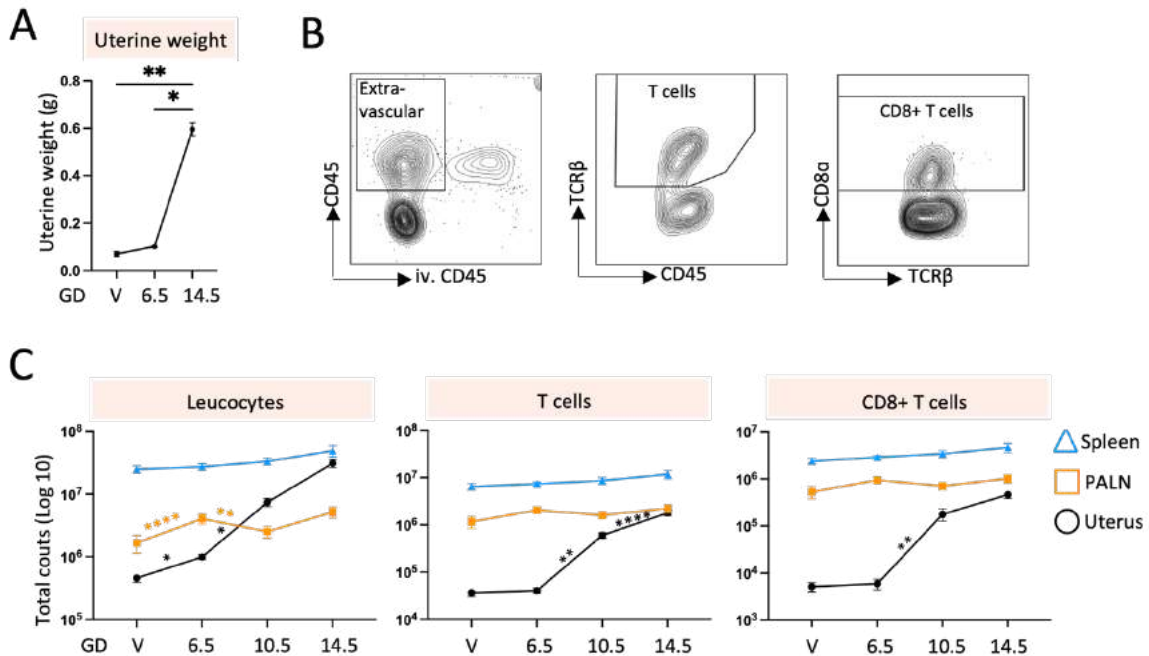 A
Uterine weight
**
*
Uterine weight (g)
0.8
0.6
0.4
0.2
0.0
GD V 6.5 14.5
B
Extra-
vascular
CD45
iv. CD45
T cells
TCRβ
CD45
CD8+ T cells
CD8α
TCRβ
C
Leucocytes
Total couts (Log 10)
10⁸
10⁷
10⁶
10⁵
****
**
*
*
GD V 6.5 10.5 14.5
T cells
10⁸
10⁷
10⁶
10⁵
10⁴
**
****
V 6.5 10.5 14.5
CD8+ T cells
10⁷
10⁶
10⁵
10⁴
10³
**
V 6.5 10.5 14.5
Spleen
PALN
Uterus